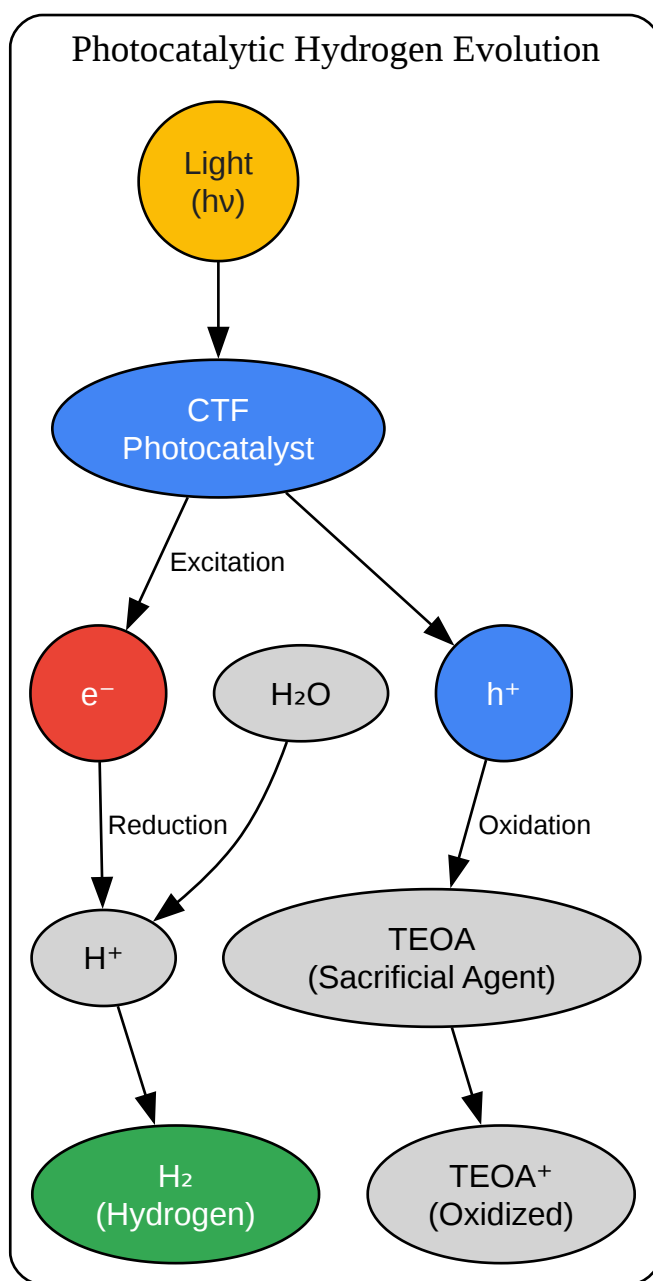 Photocatalytic Hydrogen Evolution
Light
(hν)
CTF
Photocatalyst
Excitation
e⁻
H₂O
h⁺
Reduction
Oxidation
H⁺
TEOA
(Sacrificial Agent)
H₂
(Hydrogen)
TEOA⁺
(Oxidized)